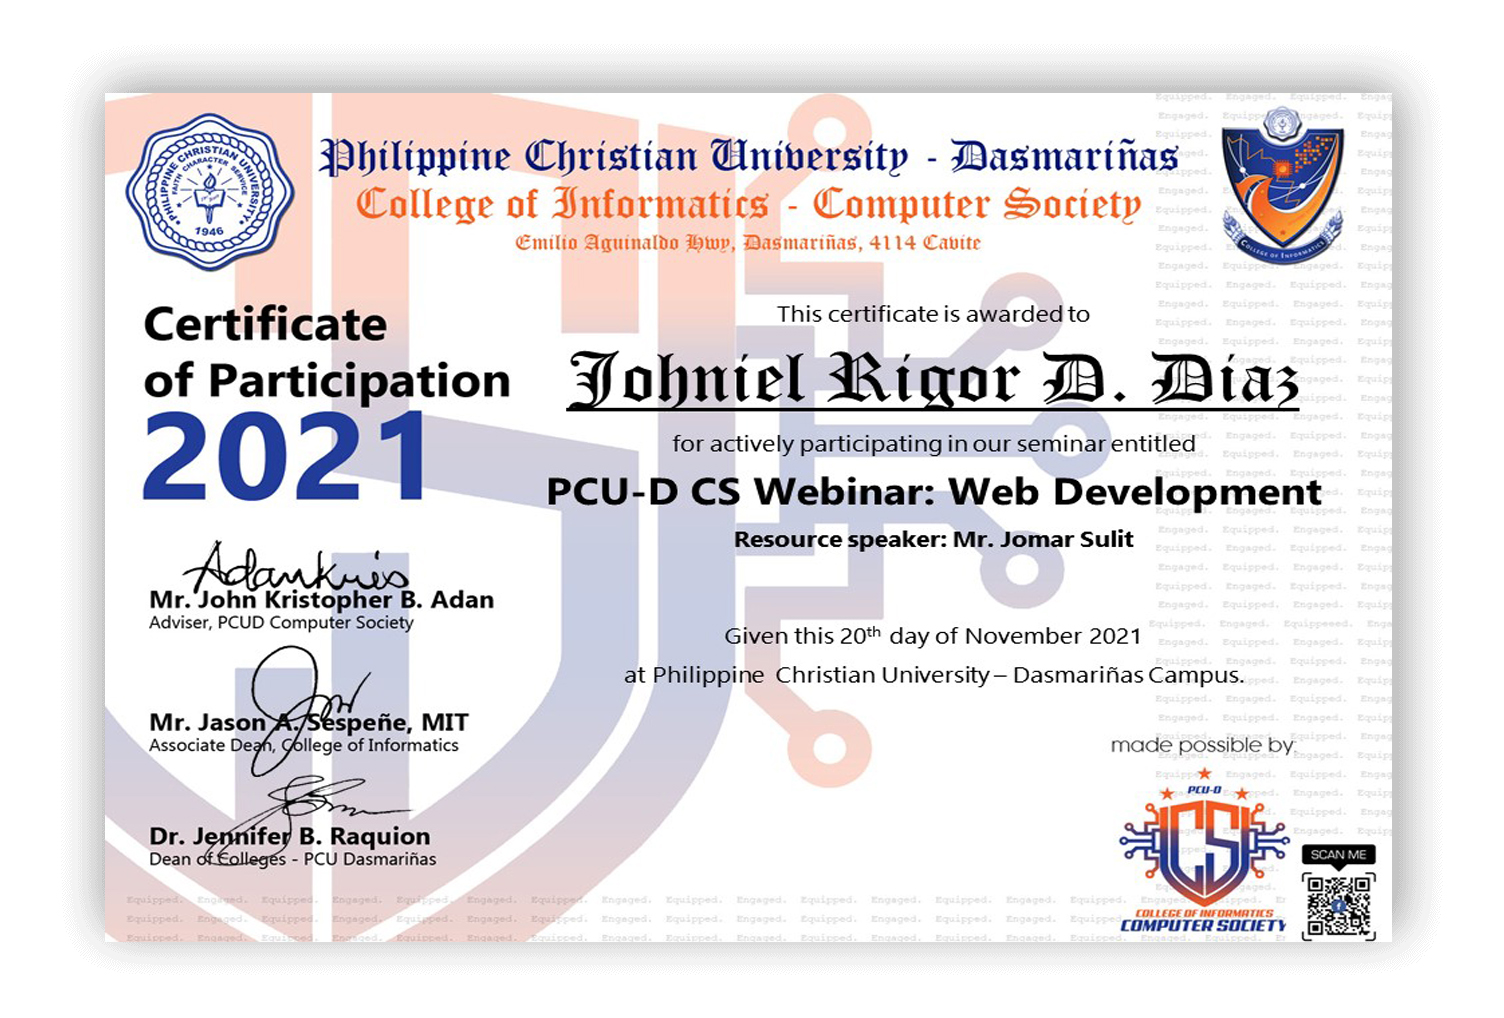 Philippine Christian University - Dasmariñas
College of Informatics - Computer Society
Emilio Aguinaldo Hwy, Dasmariñas, 4114 Cavite
PHILIPPINE CHRISTIAN UNIVERSITY
FAITH CHARACTER SERVICE
1946
COLLEGE OF INFORMATICS
Certificate
of Participation
2021
This certificate is awarded to
Johniel Rigor D. Diaz
for actively participating in our seminar entitled
PCU-D CS Webinar: Web Development
Resource speaker: Mr. Jomar Sulit
Given this 20th day of November 2021
at Philippine Christian University – Dasmariñas Campus.
Adankris
Mr. John Kristopher B. Adan
Adviser, PCUD Computer Society
Mr. Jason A. Sespeñe, MIT
Associate Dean, College of Informatics
Dr. Jennifer B. Raquion
Dean of Colleges - PCU Dasmariñas
made possible by:
PCU-D
CS
COLLEGE OF INFORMATICS
COMPUTER SOCIETY
SCAN ME
Equipped. Engaged. Equipped. Engaged. Equipped. Engaged. Equipped. Engaged. Equipped. Engaged. Equipped. Engaged. Equipped. Engaged. Equipped. Engaged. Equipped.